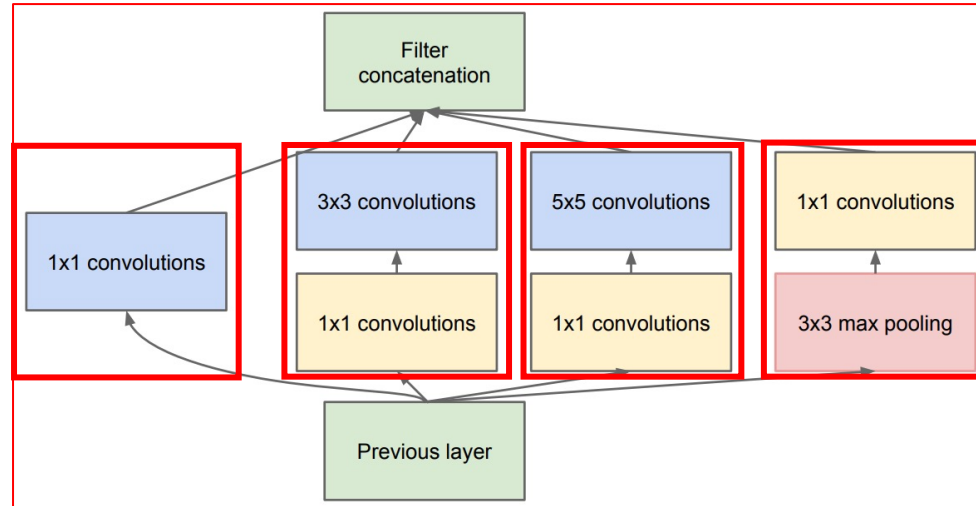 Filter
concatenation
3x3 convolutions
5x5 convolutions
1x1 convolutions
1x1 convolutions
1x1 convolutions
1x1 convolutions
3x3 max pooling
Previous layer